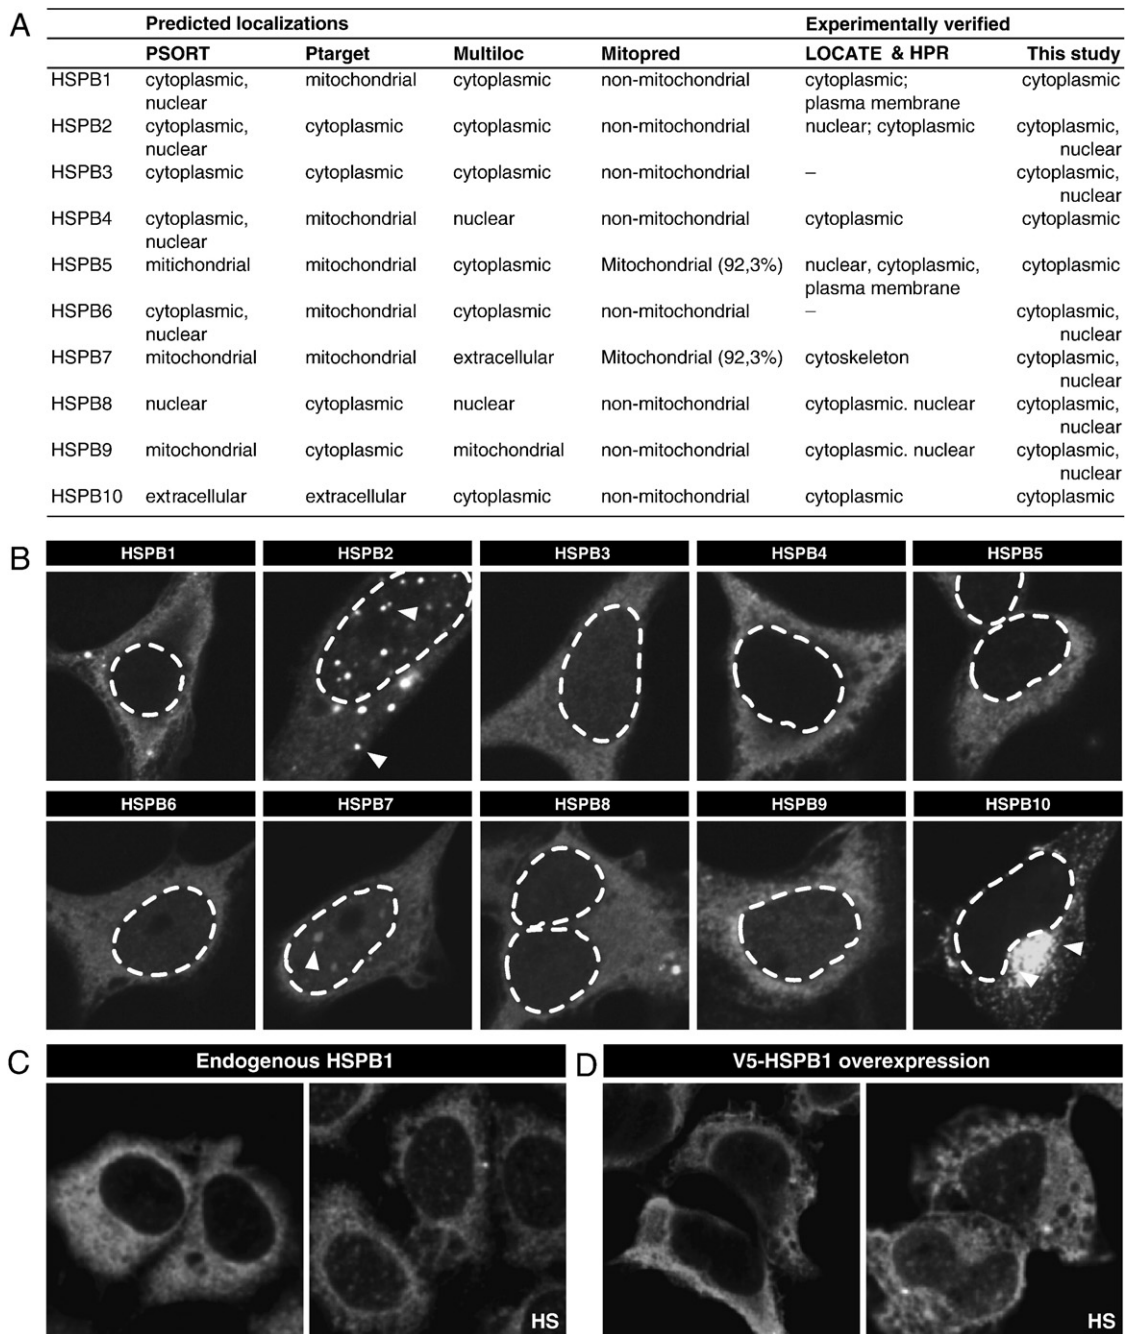 A
Predicted localizations Experimentally verified
PSORT Ptarget Multiloc Mitopred LOCATE & HPR This study
HSPB1 cytoplasmic, mitochondrial cytoplasmic non-mitochondrial cytoplasmic; cytoplasmic
nuclear plasma membrane
HSPB2 cytoplasmic, cytoplasmic cytoplasmic non-mitochondrial nuclear; cytoplasmic cytoplasmic,
nuclear nuclear
HSPB3 cytoplasmic cytoplasmic cytoplasmic non-mitochondrial – cytoplasmic,
nuclear
HSPB4 cytoplasmic, mitochondrial nuclear non-mitochondrial cytoplasmic cytoplasmic
nuclear
HSPB5 mitichondrial mitochondrial cytoplasmic Mitochondrial (92,3%) nuclear, cytoplasmic, cytoplasmic
plasma membrane
HSPB6 cytoplasmic, mitochondrial cytoplasmic non-mitochondrial – cytoplasmic,
nuclear nuclear
HSPB7 mitochondrial mitochondrial extracellular Mitochondrial (92,3%) cytoskeleton cytoplasmic,
nuclear
HSPB8 nuclear cytoplasmic nuclear non-mitochondrial cytoplasmic. nuclear cytoplasmic,
nuclear
HSPB9 mitochondrial cytoplasmic mitochondrial non-mitochondrial cytoplasmic. nuclear cytoplasmic,
nuclear
HSPB10 extracellular extracellular cytoplasmic non-mitochondrial cytoplasmic cytoplasmic
B
HSPB1 HSPB2 HSPB3 HSPB4 HSPB5
HSPB6 HSPB7 HSPB8 HSPB9 HSPB10
C Endogenous HSPB1 D V5-HSPB1 overexpression
HS HS